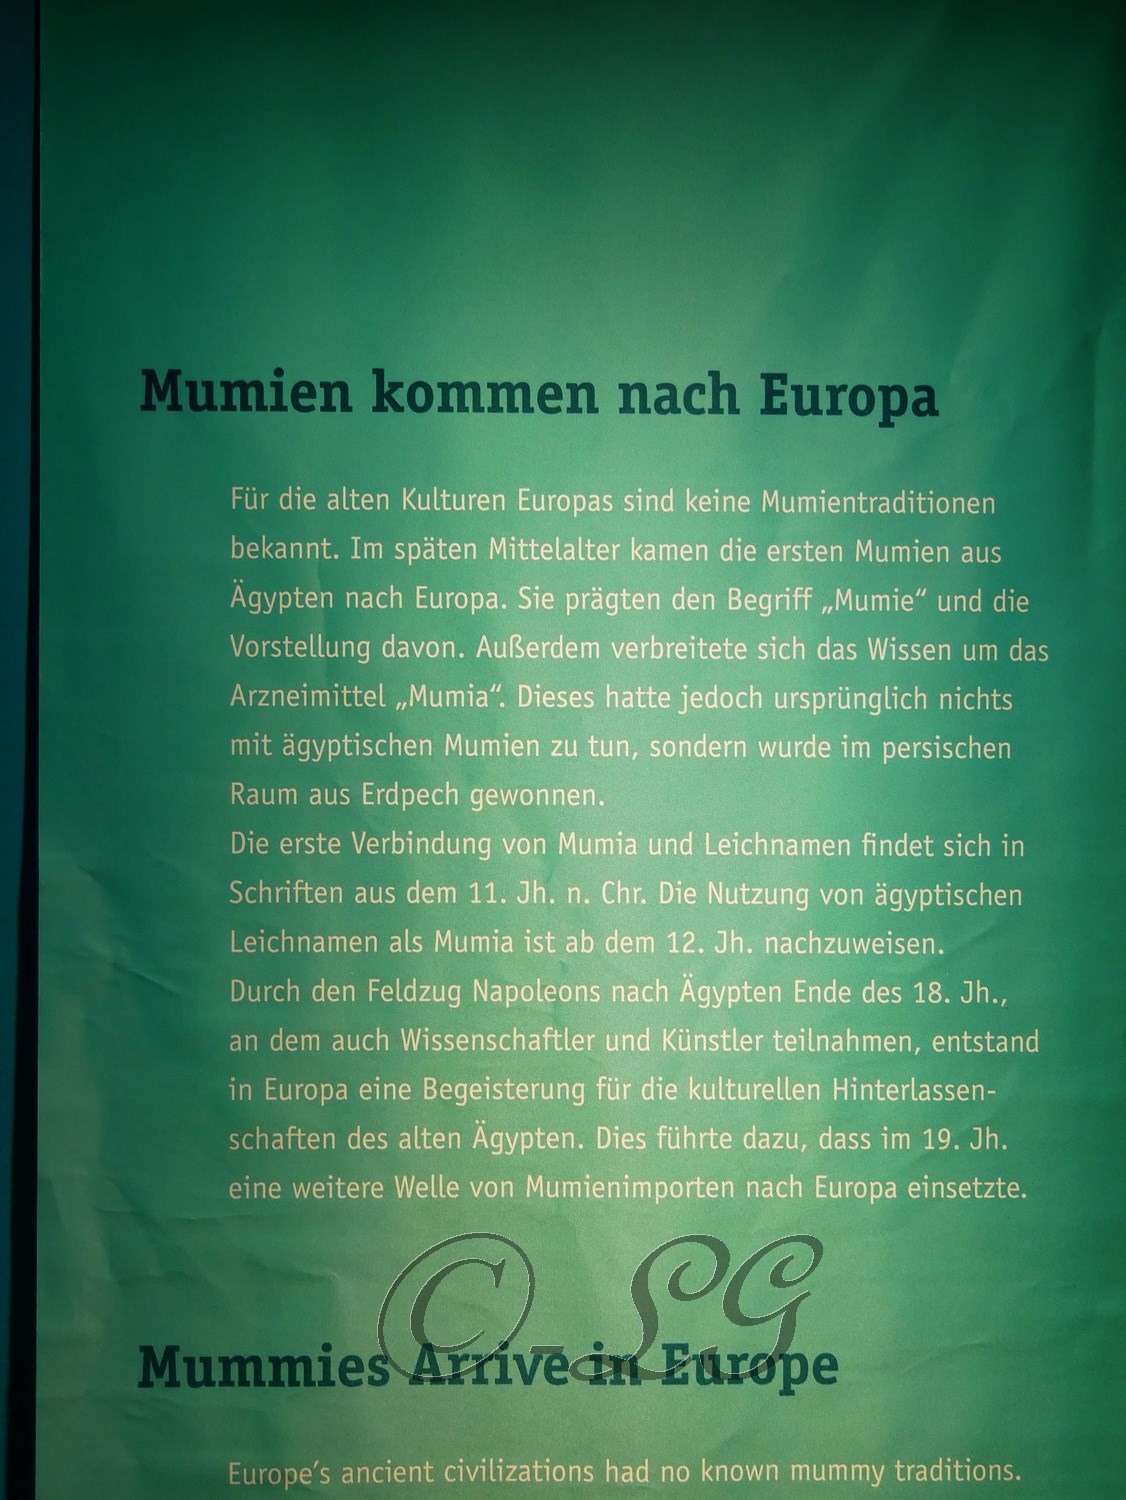 Mumien kommen nach Europa
Für die alten Kulturen Europas sind keine Mumientraditionen
bekannt. Im späten Mittelalter kamen die ersten Mumien aus
Ägypten nach Europa. Sie prägten den Begriff „Mumie“ und die
Vorstellung davon. Außerdem verbreitete sich das Wissen um das
Arzneimittel „Mumia“. Dieses hatte jedoch ursprünglich nichts
mit ägyptischen Mumien zu tun, sondern wurde im persischen
Raum aus Erdpech gewonnen.
Die erste Verbindung von Mumia und Leichnamen findet sich in
Schriften aus dem 11. Jh. n. Chr. Die Nutzung von ägyptischen
Leichnamen als Mumia ist ab dem 12. Jh. nachzuweisen.
Durch den Feldzug Napoleons nach Ägypten Ende des 18. Jh.,
an dem auch Wissenschaftler und Künstler teilnahmen, entstand
in Europa eine Begeisterung für die kulturellen Hinterlassen-
schaften des alten Ägypten. Dies führte dazu, dass im 19. Jh.
eine weitere Welle von Mumienimporten nach Europa einsetzte.
© - SG
Mummies Arrive in Europe
Europe's ancient civilizations had no known mummy traditions.